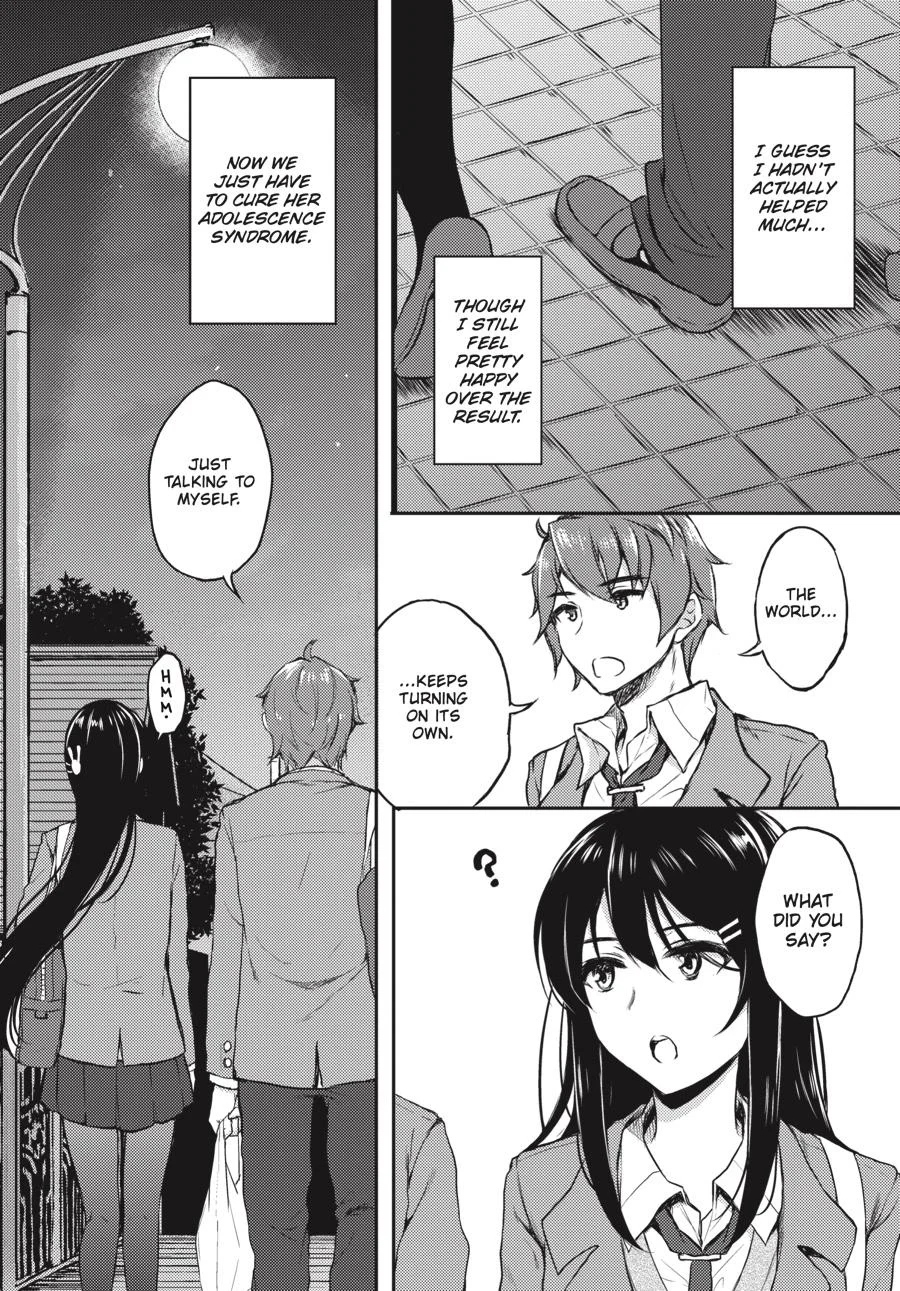 I GUESS
I HADN'T
ACTUALLY
HELPED
MUCH...
THOUGH
I STILL
FEEL
PRETTY
HAPPY
OVER THE
RESULT.
THE
WORLD...
...KEEPS
TURNING
ON ITS
OWN.
?
WHAT
DID YOU
SAY?
NOW WE
JUST HAVE
TO CURE HER
ADOLESCENCE
SYNDROME.
JUST
TALKING TO
MYSELF.
HMM.